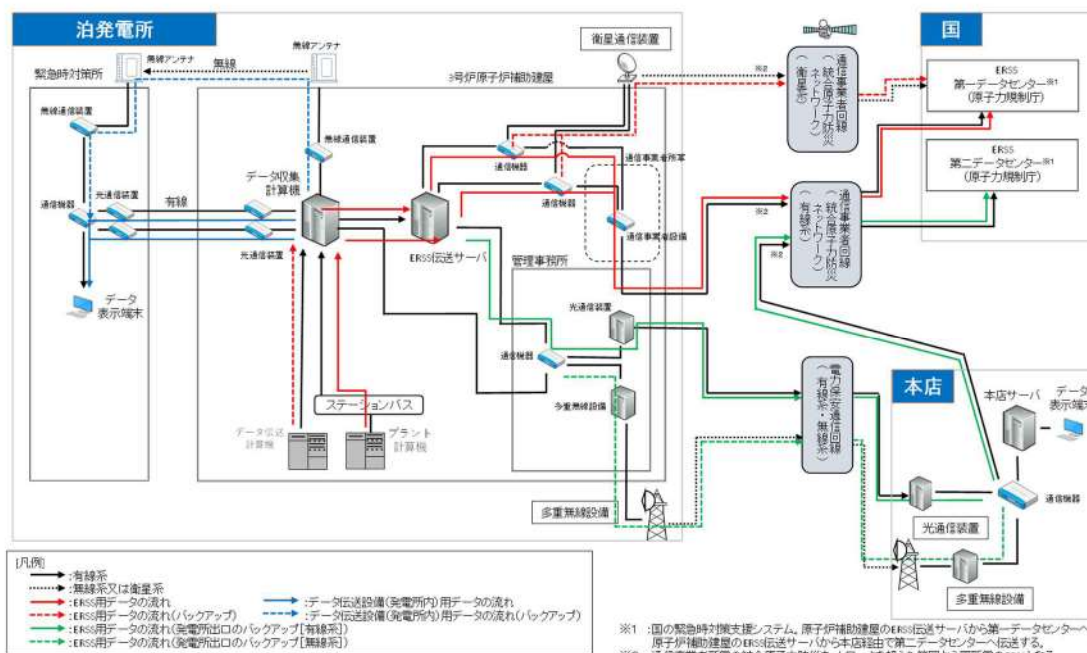 泊発電所
国
衛星通信装置
無線アンテナ
無線アンテナ
無線
緊急時対策所
3号炉原子炉補助建屋
※2
通信事業者回線
(統合原子力防災
ネットワーク)
(衛星系)
ERSS
第一データセンター※1
(原子力規制庁)
無線通信装置
無線通信装置
通信機器
通信事業者所掌
データ収集
計算機
ERSS
第二データセンター※1
(原子力規制庁)
光通信装置
有線
通信機器
通信機器
通信事業者設備
※2
※2
通信事業者回線
(統合原子力防災
ネットワーク)
有線系)
光通信装置
ERSS伝送サーバ
管理事務所
データ
表示端末
光通信装置
通信機器
電力保安通信回線
(有線系・無線系)
本店
本店サーバ
データ
表示端末
多重無線設備
ステーションバス
データ伝送
計算機
プラント
計算機
通信機器
光通信装置
多重無線設備
多重無線設備
[凡例]
:有線系
:無線系又は衛星系
:ERSS用データの流れ
:データ伝送設備(発電所内)用データの流れ
:ERSS用データの流れ(バックアップ)
:データ伝送設備(発電所内)用データの流れ(バックアップ)
:ERSS用データの流れ(発電所出口のバックアップ[有線系])
:ERSS用データの流れ(発電所出口のバックアップ[無線系])
※1 :国の緊急時対策支援システム。原子炉補助建屋のERSS伝送サーバから第一データセンターへ
原子炉補助建屋のERSS伝送サーバから本店経由で第二データセンターへ伝送する。